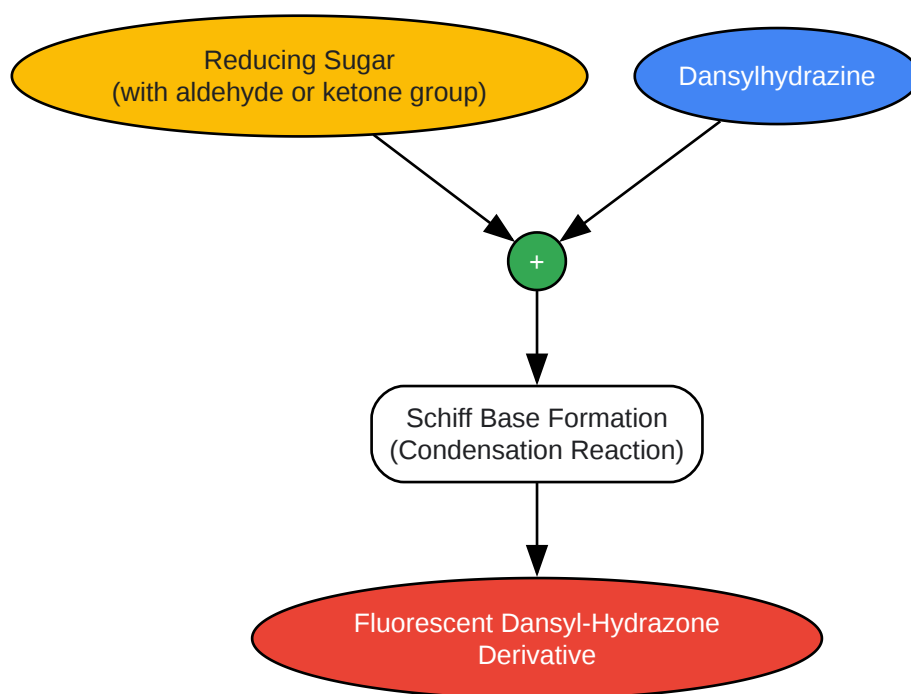 Reducing Sugar
(with aldehyde or ketone group)
Dansylhydrazine
+
Schiff Base Formation
(Condensation Reaction)
Fluorescent Dansyl-Hydrazone
Derivative